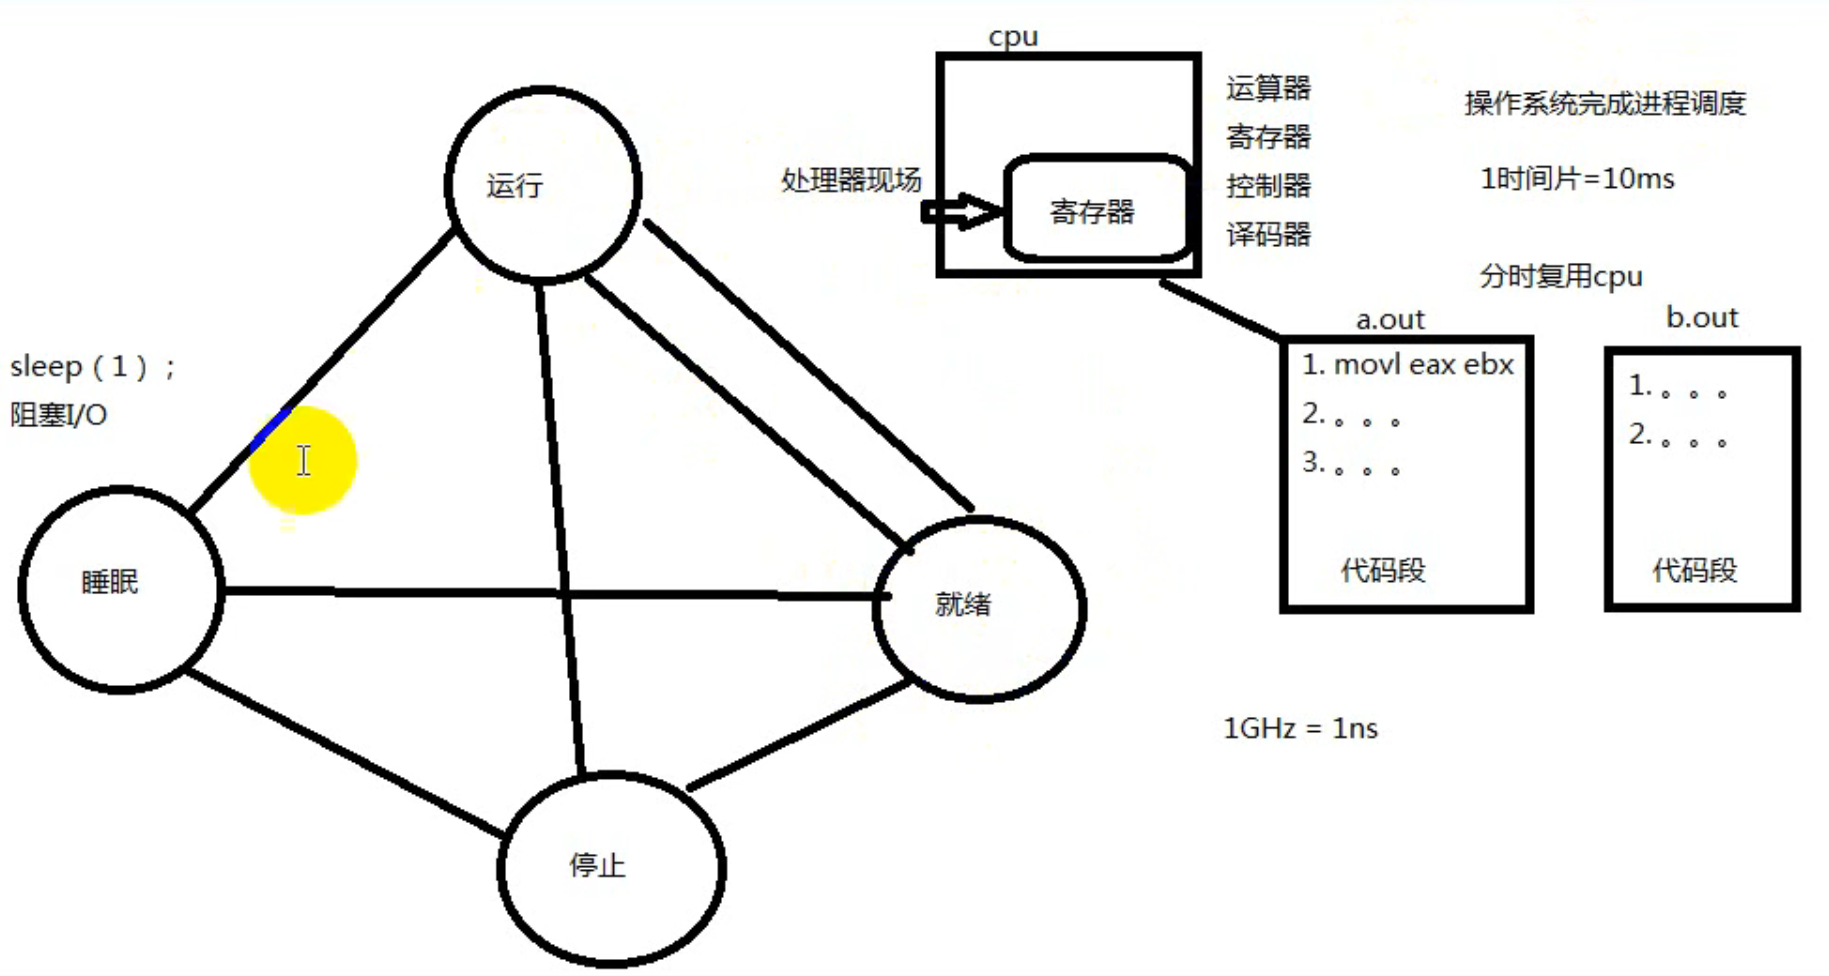 cpu
运算器
寄存器
控制器
译码器
操作系统完成进程调度
1时间片=10ms
分时复用cpu
处理器现场
寄存器
运行
sleep（1）；
阻塞I/O
睡眠
就绪
停止
a.out
1. movl eax ebx
2.。。。
3.。。。
代码段
b.out
1.。。。
2.。。。
代码段
1GHz = 1ns